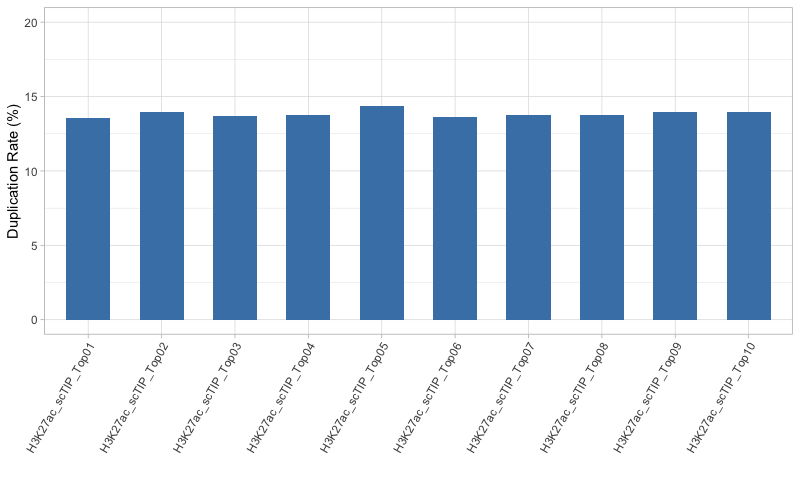 Duplication Rate (%)
20
15
10
5
0
H3K27ac_scTIP_Top01
H3K27ac_scTIP_Top02
H3K27ac_scTIP_Top03
H3K27ac_scTIP_Top04
H3K27ac_scTIP_Top05
H3K27ac_scTIP_Top06
H3K27ac_scTIP_Top07
H3K27ac_scTIP_Top08
H3K27ac_scTIP_Top09
H3K27ac_scTIP_Top10